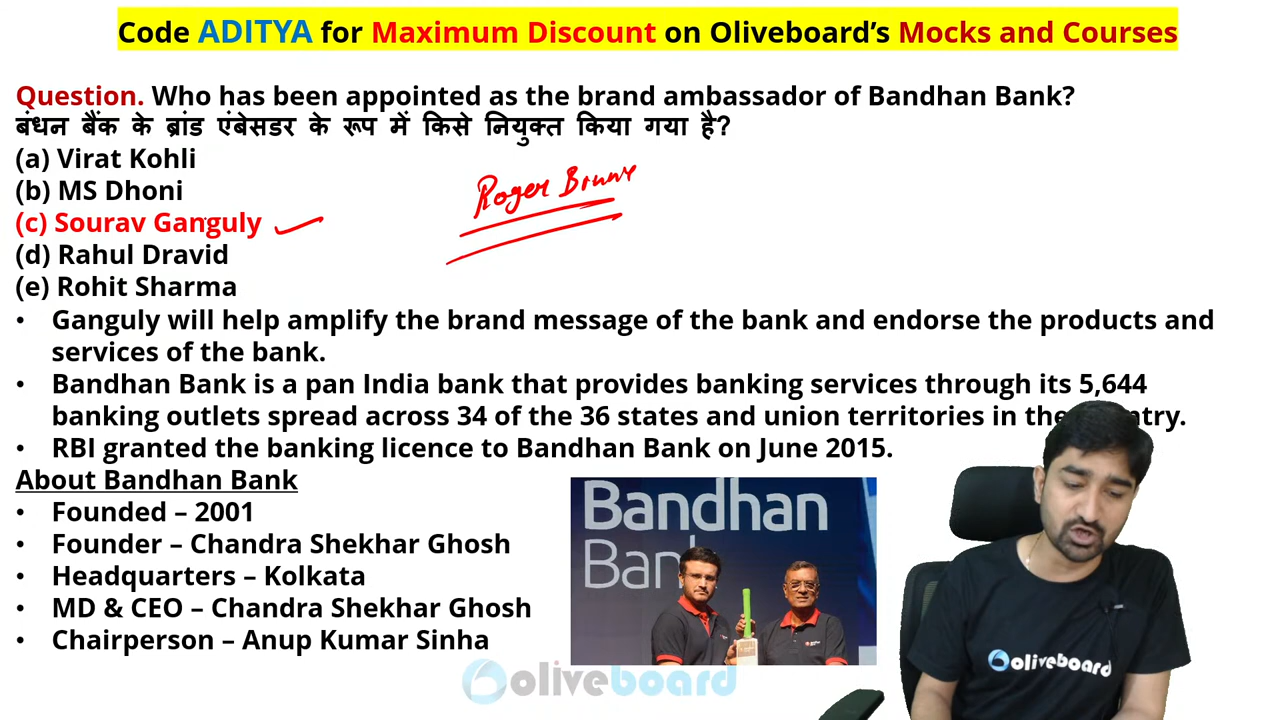 Code ADITYA for Maximum Discount on Oliveboard's Mocks and Courses
Question. Who has been appointed as the brand ambassador of Bandhan Bank?
बंधन बैंक के ब्रांड एंबेसडर के रूप में किसे नियुक्त किया गया है?
(a) Virat Kohli
(b) MS Dhoni
Roger
(c) Sourav Ganguly
(d) Rahul Dravid
(e) Rohit Sharma
• Ganguly will help amplify the brand message of the bank and endorse the products and
services of the bank.
• Bandhan Bank is a pan India bank that provides banking services through its 5,644
banking outlets spread across 34 of the 36 states and union territories in the
• RBI granted the banking licence to Bandhan Bank on June 2015.
About Bandhan Bank
• Founded – 2001
• Founder – Chandra Shekhar Ghosh
• Headquarters – Kolkata
• MD & CEO – Chandra Shekhar Ghosh
• Chairperson – Anup Kumar Sinha
Bandhan
Bank
oliveboard
oliveboard